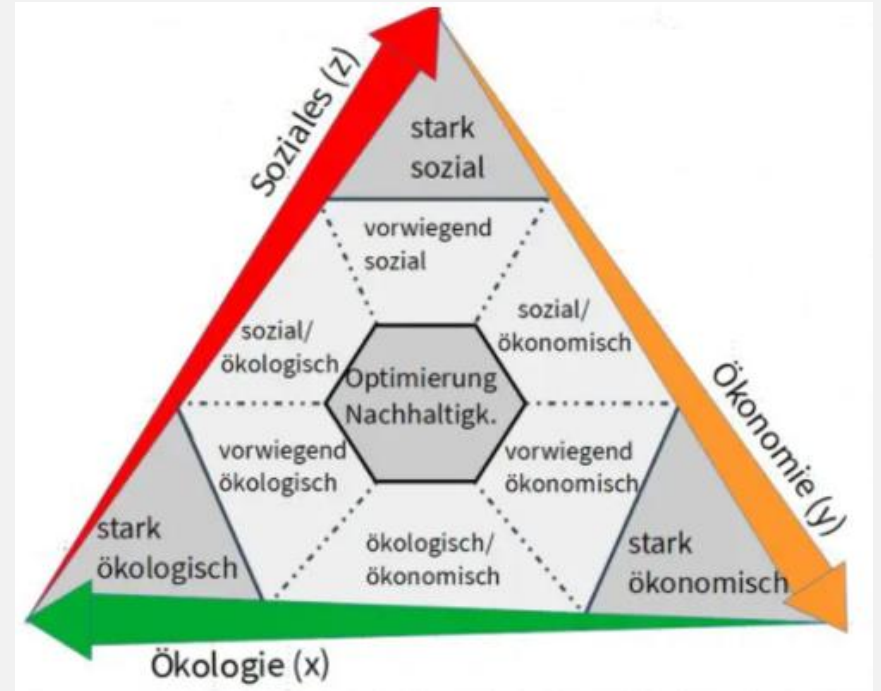 Soziales (z)
stark
sozial
vorwiegend
sozial
sozial/
ökologisch
sozial/
ökonomisch
Optimierung
Nachhaltigk.
Ökonomie (y)
vorwiegend
ökologisch
vorwiegend
ökonomisch
stark
ökologisch
ökologisch/
ökonomisch
stark
ökonomisch
Ökologie (x)